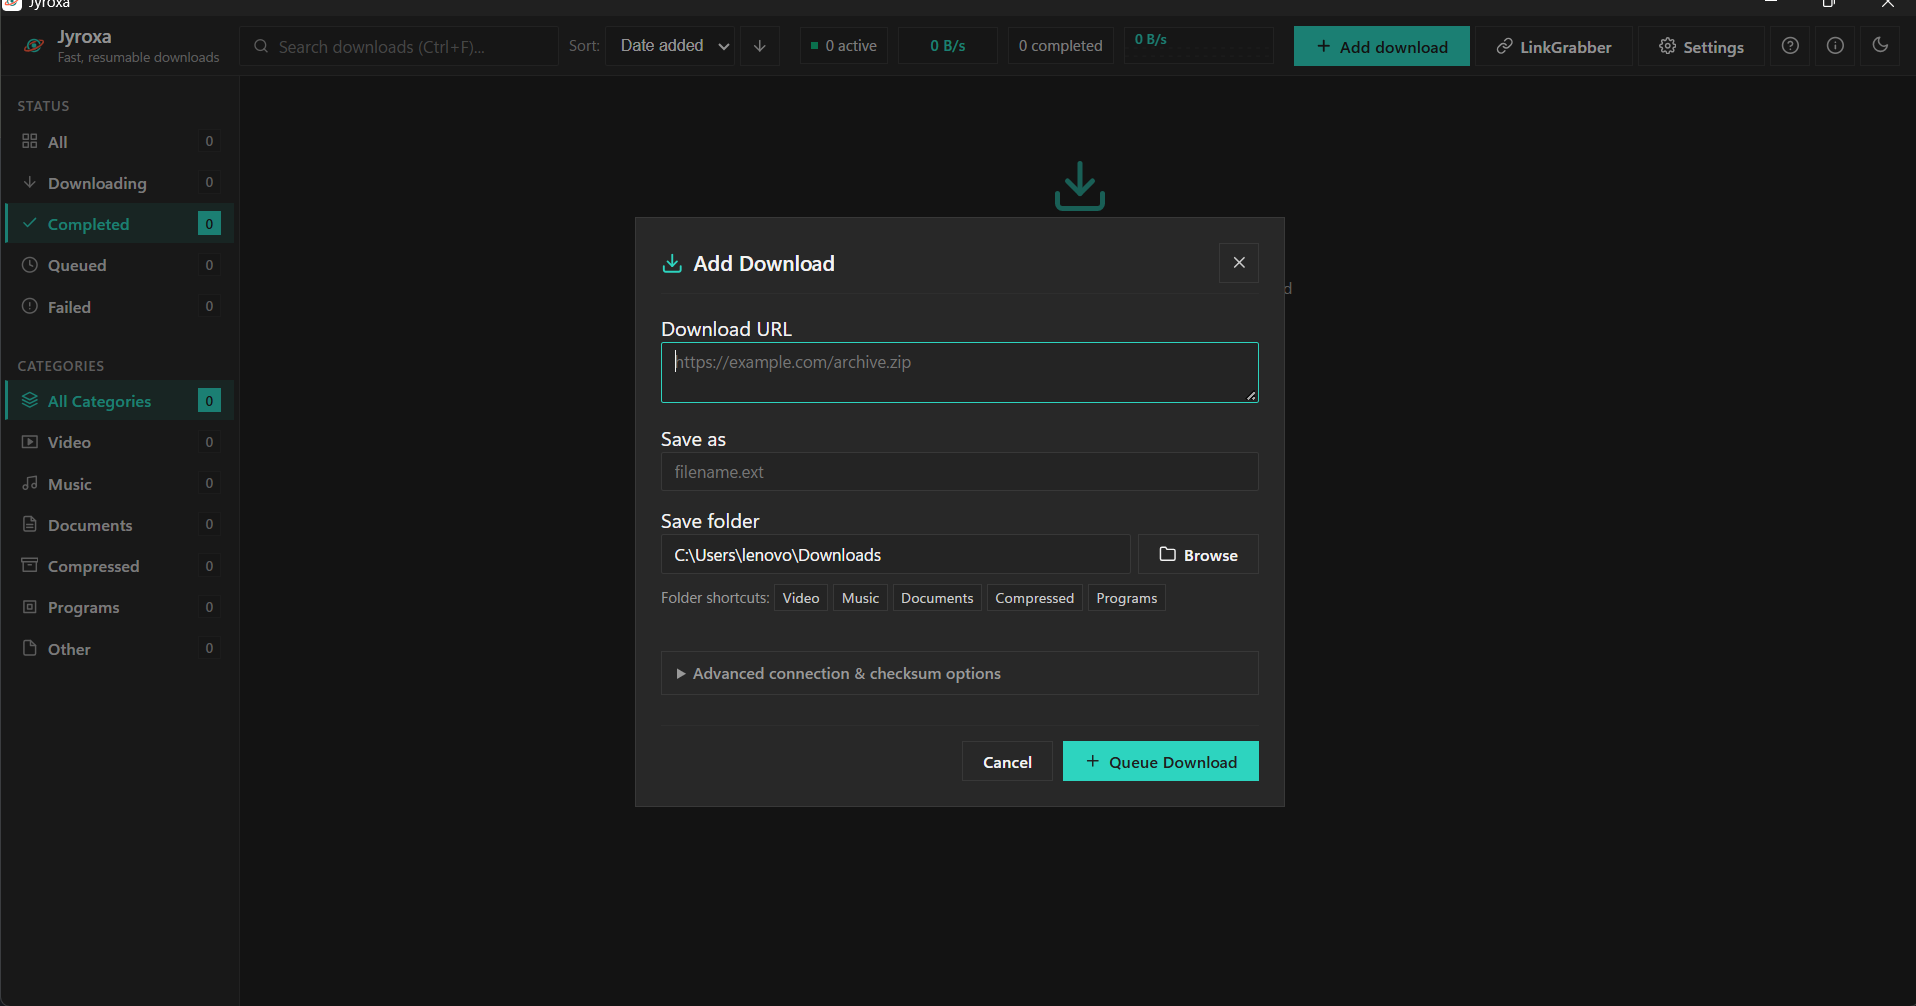 Jyroxa
Jyroxa
Fast, resumable downloads
Search downloads (Ctrl+F)...
Sort:
Date added
0 active
0 B/s
0 completed
0 B/s
+ Add download
LinkGrabber
Settings
STATUS
All 0
Downloading 0
Completed 0
Queued 0
Failed 0
CATEGORIES
All Categories 0
Video 0
Music 0
Documents 0
Compressed 0
Programs 0
Other 0
Add Download
d
Download URL
https://example.com/archive.zip
Save as
filename.ext
Save folder
C:\Users\lenovo\Downloads
Browse
Folder shortcuts: Video Music Documents Compressed Programs
Advanced connection & checksum options
Cancel
+ Queue Download